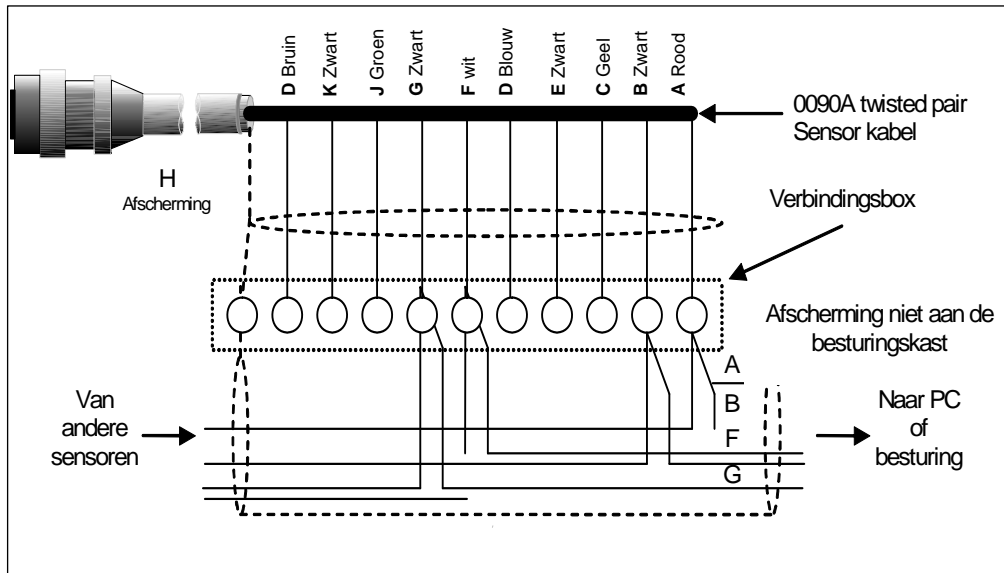 D Bruin
K Zwart
J Groen
G Zwart
F wit
D Blouw
E Zwart
C Geel
B Zwart
A Rood
0090A twisted pair
Sensor kabel
H
Afscherming
Verbindingsbox
Afscherming niet aan de
besturingskast
A
B
F
G
Van
andere
sensoren
Naar PC
of
besturing